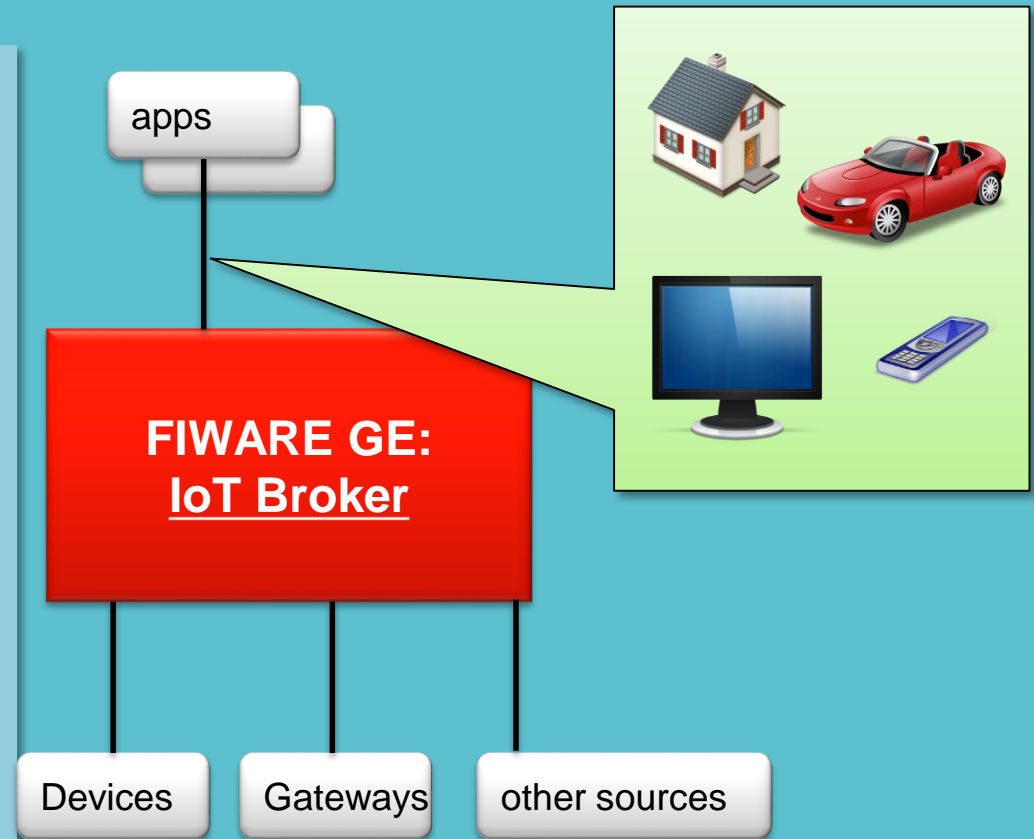 apps
FIWARE GE:
IoT Broker
Devices
Gateways
other sources